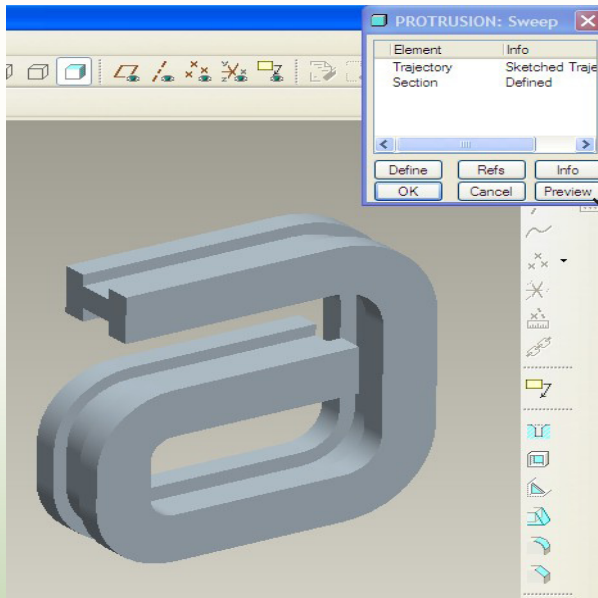 PROTRUSION: Sweep
Element Info
Trajectory Sketched Traje
Section Defined
Define Refs Info
OK Cancel Preview